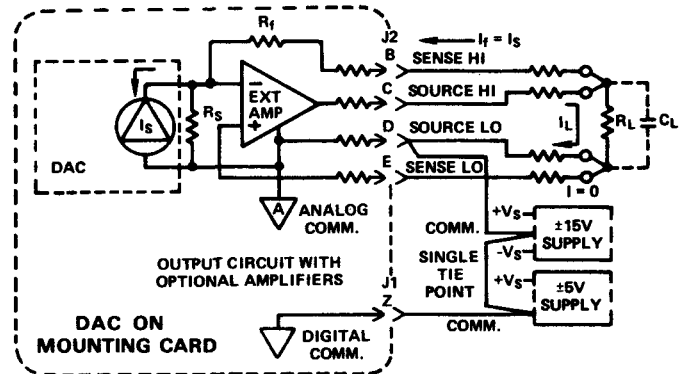 Rf
J2
If = IS
B
SENSE HI
DAC
IS
RS
−
EXT
AMP
+
C
SOURCE HI
IL
RL
CL
D
SOURCE LO
E
SENSE LO
I = 0
A
ANALOG
COMM.
OUTPUT CIRCUIT WITH
OPTIONAL AMPLIFIERS
COMM.
SINGLE
TIE
POINT
+VS
±15V
SUPPLY
-VS
+VS
±5V
SUPPLY
J1
Z
COMM.
DAC ON
MOUNTING CARD
DIGITAL
COMM.